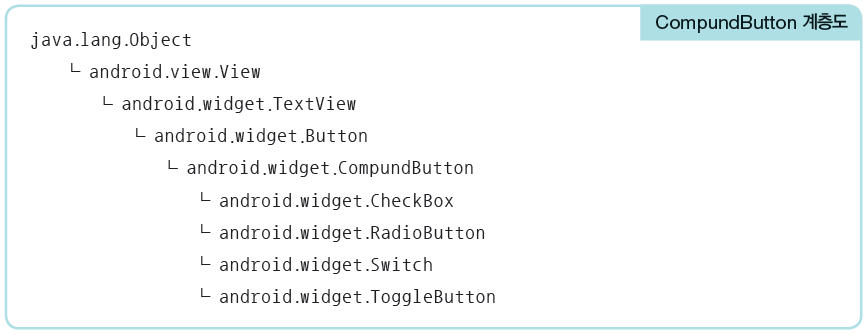 CompundButton 계층도
java.lang.Object
└ android.view.View
└ android.widget.TextView
└ android.widget.Button
└ android.widget.CompundButton
└ android.widget.CheckBox
└ android.widget.RadioButton
└ android.widget.Switch
└ android.widget.ToggleButton